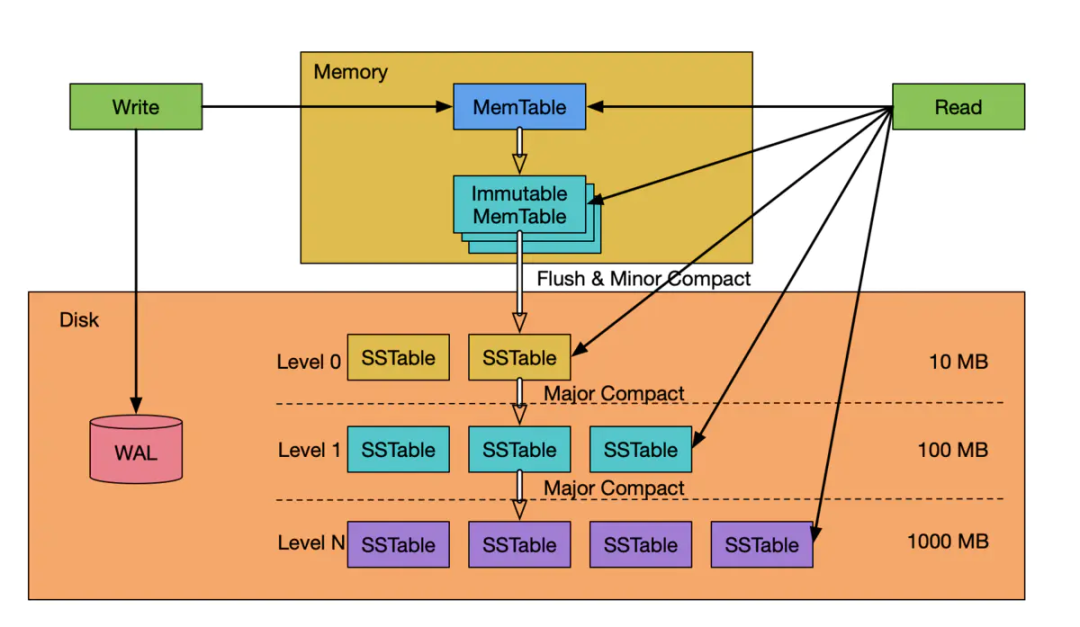 Memory
Write
MemTable
Read
Immutable
MemTable
Flush & Minor Compact
Disk
Level 0 SSTable SSTable 10 MB
Major Compact
WAL
Level 1 SSTable SSTable SSTable 100 MB
Major Compact
Level N SSTable SSTable SSTable SSTable 1000 MB